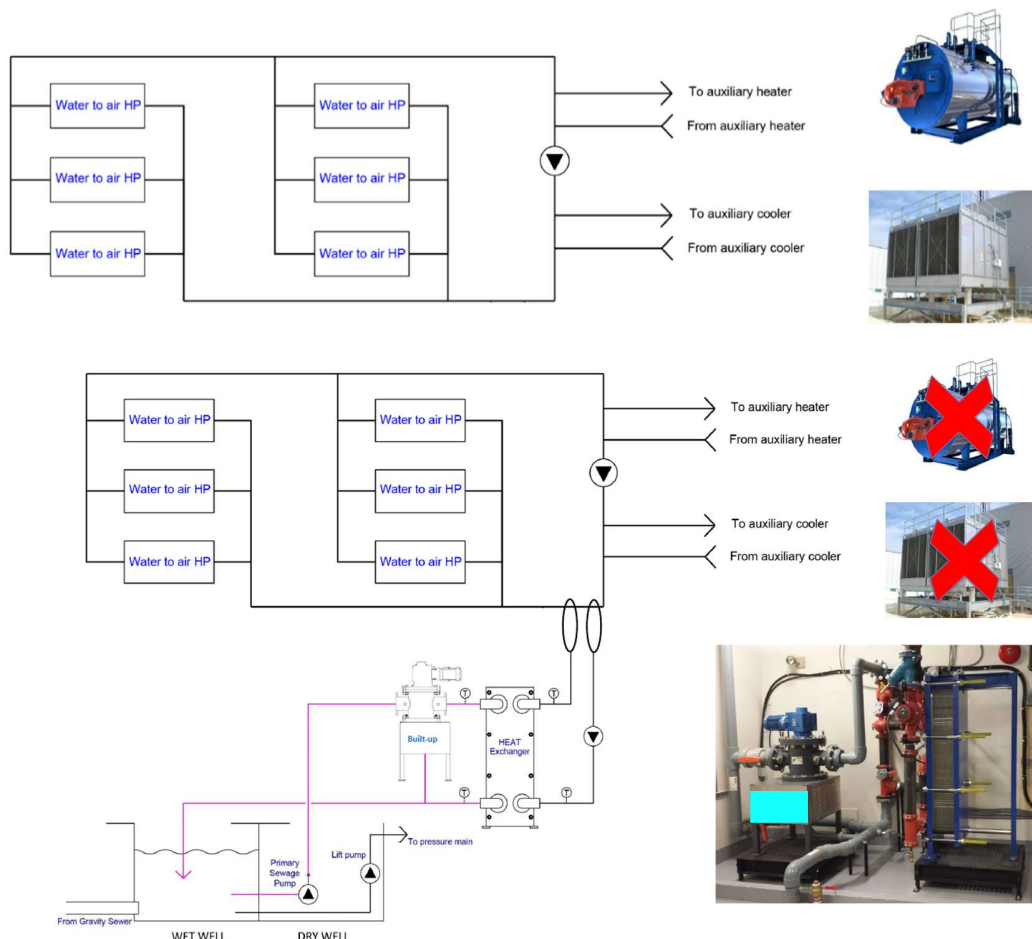 Water to air HP
Water to air HP
To auxiliary heater
From auxiliary heater
Water to air HP
Water to air HP
To auxiliary cooler
Water to air HP
Water to air HP
From auxiliary cooler
Water to air HP
Water to air HP
To auxiliary heater
From auxiliary heater
Water to air HP
Water to air HP
To auxiliary cooler
Water to air HP
Water to air HP
From auxiliary cooler
T
T
Built-up
HEAT
Exchanger
T
T
To pressure main
Lift pump
Primary
Sewage
Pump
From Gravity Sewer
WET WELL
DRY WELL